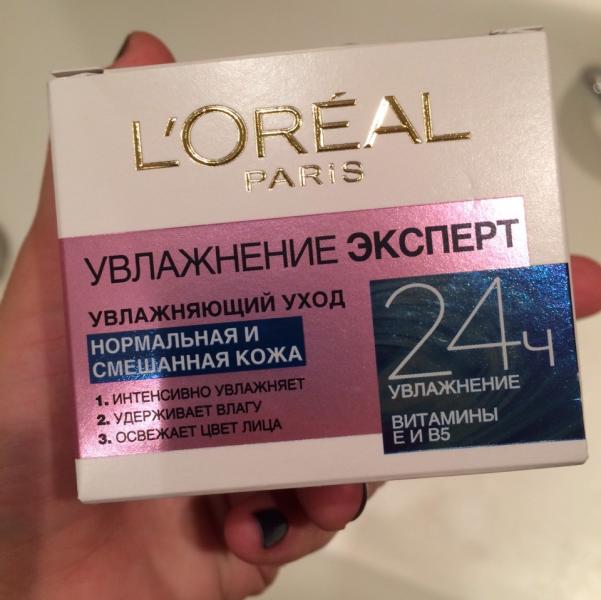 L'ORÉAL
PARiS
УВЛАЖНЕНИЕ ЭКСПЕРТ
УВЛАЖНЯЮЩИЙ УХОД
НОРМАЛЬНАЯ И
СМЕШАННАЯ КОЖА
1. ИНТЕНСИВНО УВЛАЖНЯЕТ
2. УДЕРЖИВАЕТ ВЛАГУ
3. ОСВЕЖАЕТ ЦВЕТ ЛИЦА
24ч
УВЛАЖНЕНИЕ
ВИТАМИНЫ
Е И В5